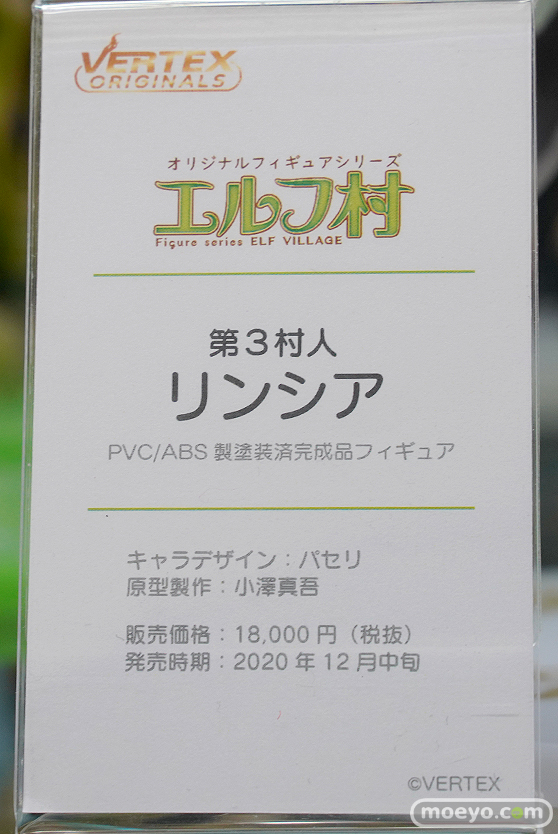 VERTEX
ORIGINALS
オリジナルフィギュアシリーズ
エルフ村
Figure series ELF VILLAGE
第3村人
リンシア
PVC/ABS 製塗装済完成品フィギュア
キャラデザイン：パセリ
原型製作：小澤真吾
販売価格：18,000 円（税抜）
発売時期：2020 年 12 月中旬
©VERTEX
moeyo.com